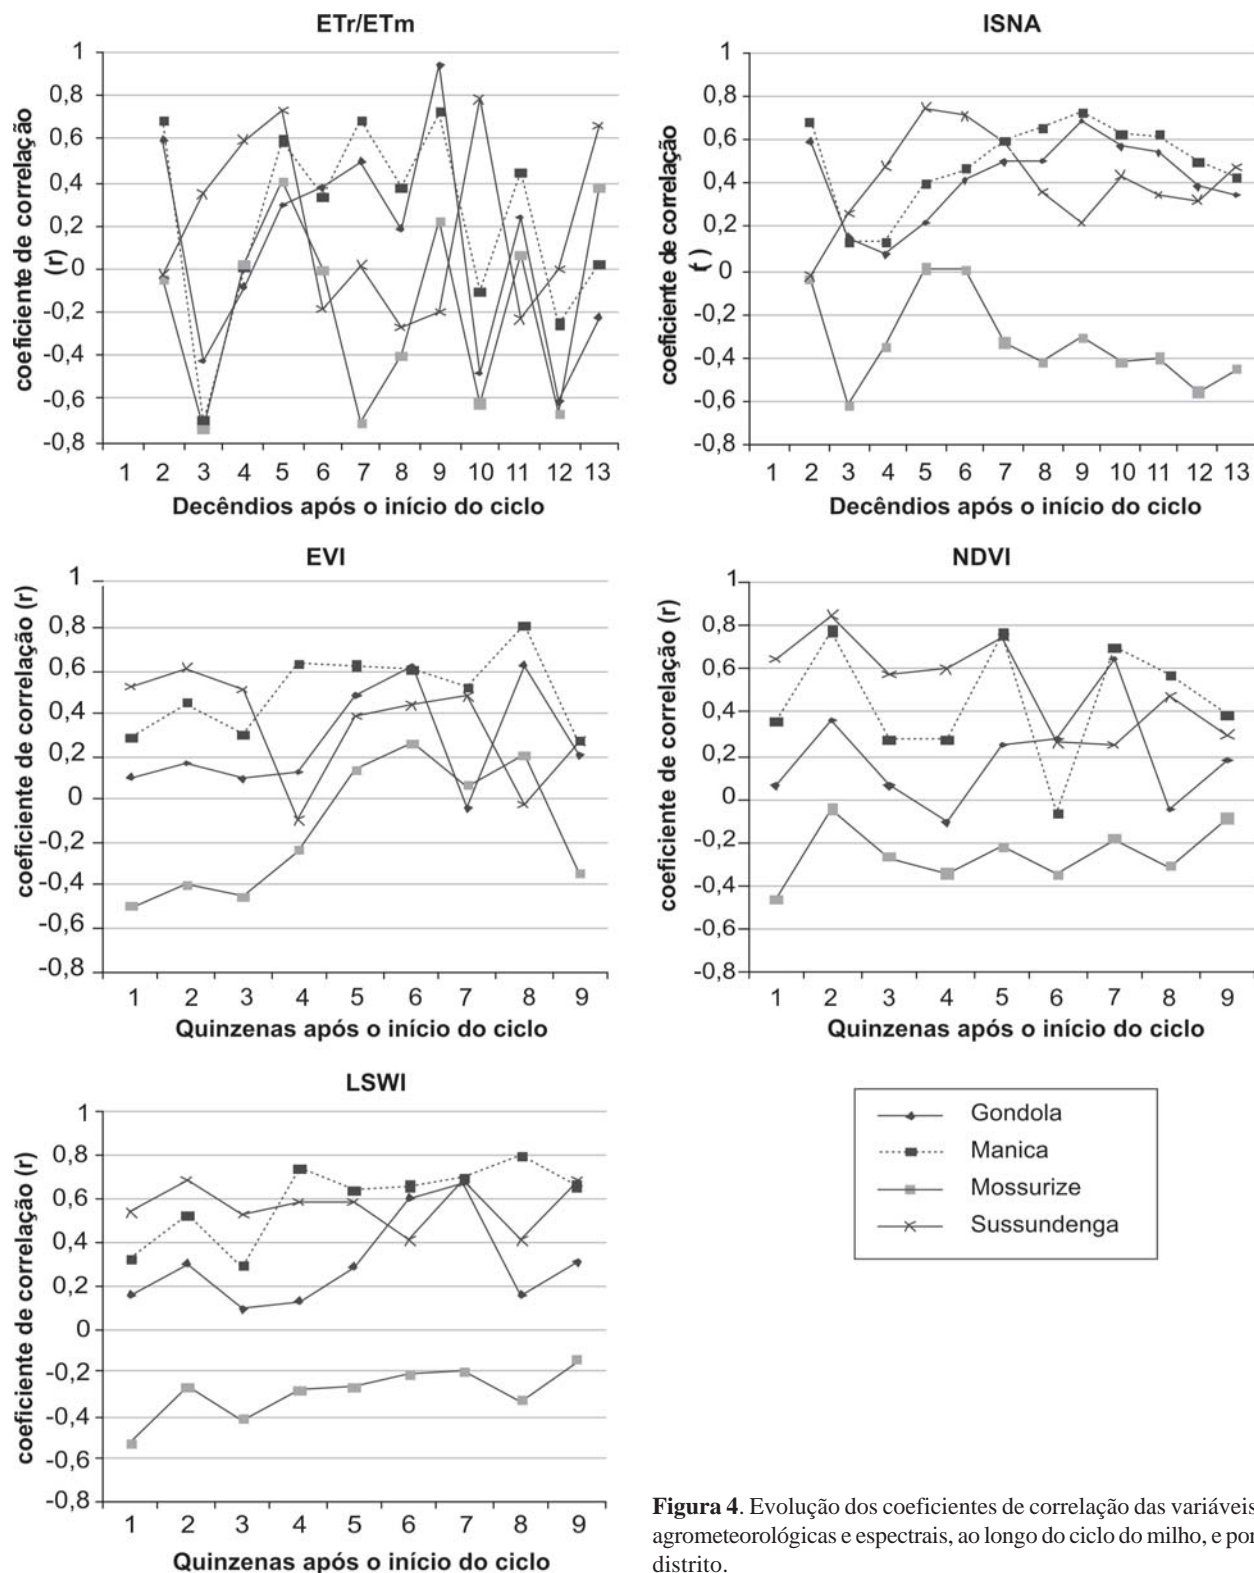 ETr/ETm
1
0,8
0,6
0,4
0,2
0
-0,2
-0,4
-0,6
-0,8
coeficiente de correlação
(r)
1 2 3 4 5 6 7 8 9 10 11 12 13
Decêndios após o início do ciclo
ISNA
1
0,8
0,6
0,4
0,2
0
-0,2
-0,4
-0,6
-0,8
coeficiente de correlação
(r)
1 2 3 4 5 6 7 8 9 10 11 12 13
Decêndios após o início do ciclo
EVI
1
0,8
0,6
0,4
0,2
0
-0,2
-0,4
-0,6
-0,8
coeficiente de correlação (r)
1 2 3 4 5 6 7 8 9
Quinzenas após o início do ciclo
NDVI
1
0,8
0,6
0,4
0,2
0
-0,2
-0,4
-0,6
-0,8
coeficiente de correlação (r)
1 2 3 4 5 6 7 8 9
Quinzenas após o início do ciclo
LSWI
1
0,8
0,6
0,4
0,2
0
-0,2
-0,4
-0,6
-0,8
coeficiente de correlação (r)
1 2 3 4 5 6 7 8 9
Quinzenas após o início do ciclo
Gondola
Manica
Mossurize
Sussundenga
Figura 4. Evolução dos coeficientes de correlação das variáveis
agrometeorológicas e espectrais, ao longo do ciclo do milho, e por
distrito.